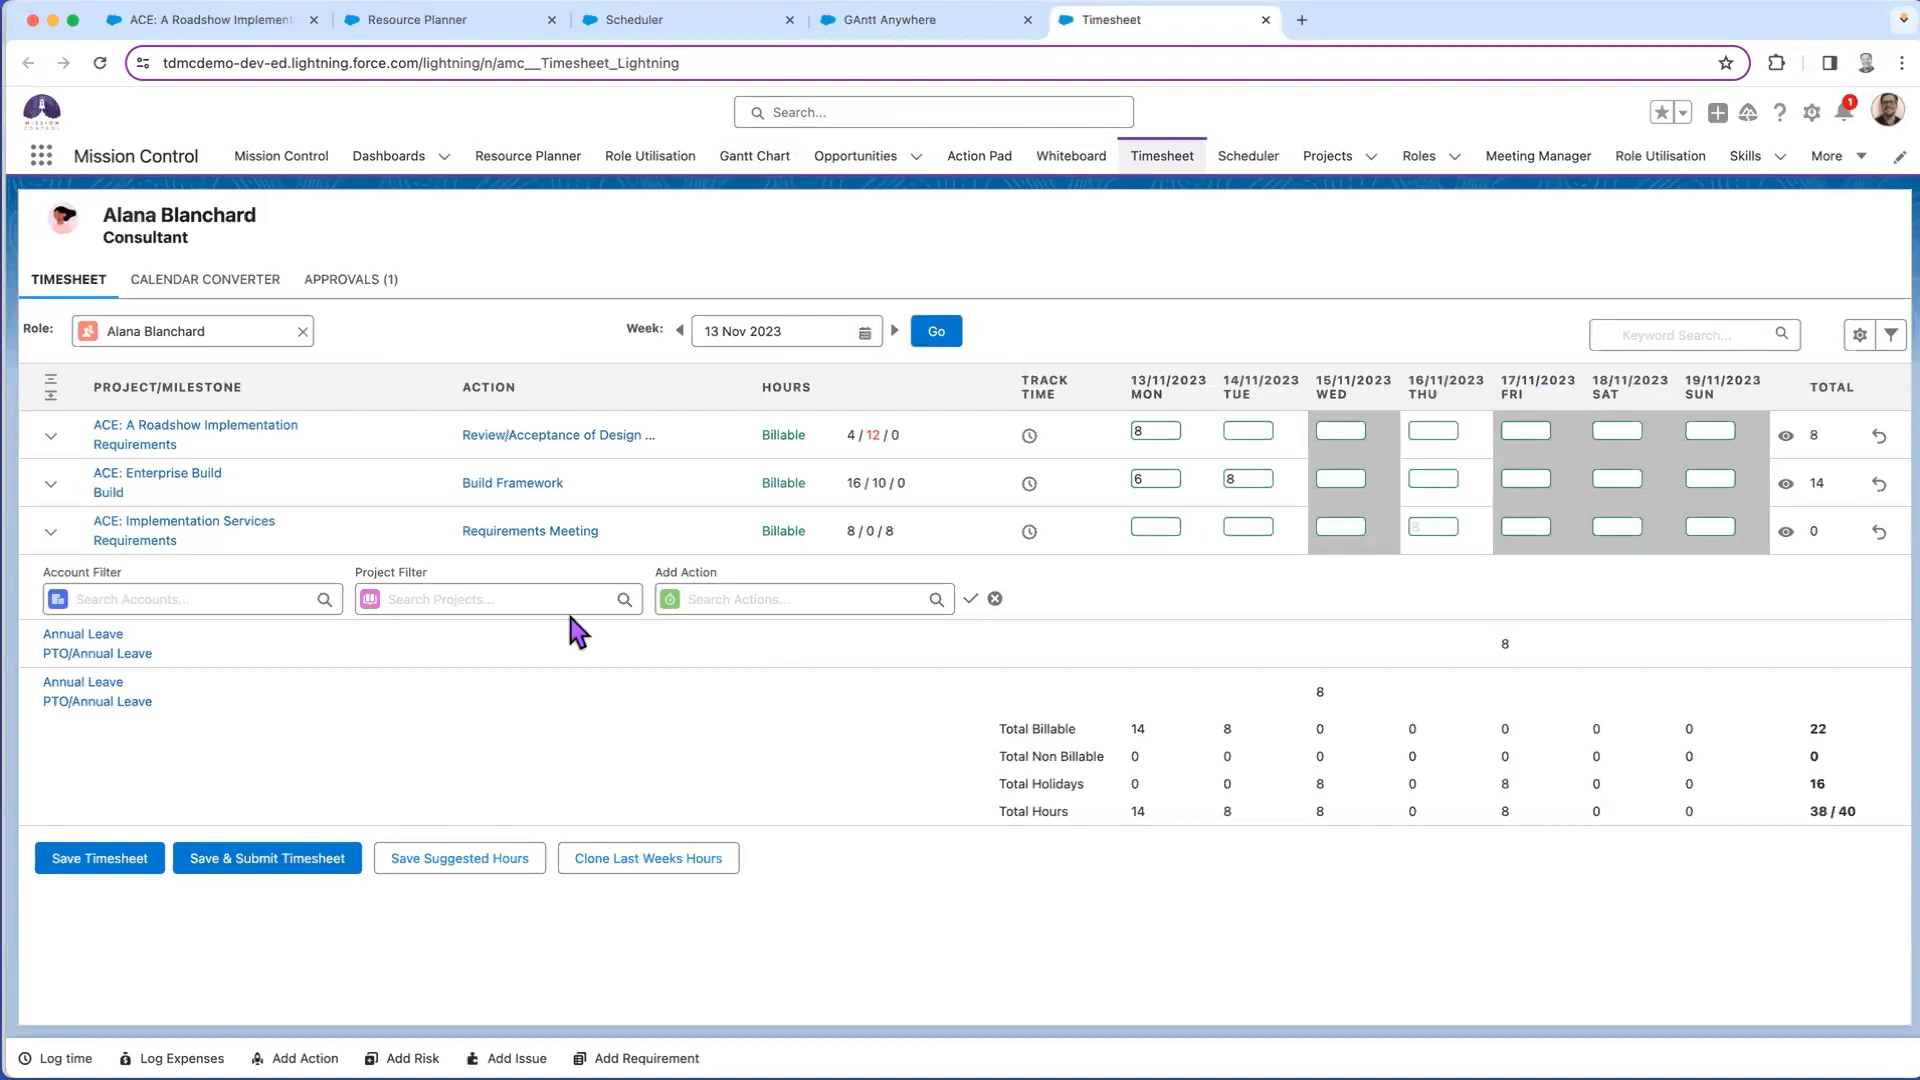 ACE: A Roadshow Implement
Resource Planner
Scheduler
GAntt Anywhere
Timesheet
tdmcdemo-dev-ed.lightning.force.com/lightning/n/amc__Timesheet_Lightning
MISSION
CONTROL
Search...
1
Mission Control
Mission Control
Dashboards
Resource Planner
Role Utilisation
Gantt Chart
Opportunities
Action Pad
Whiteboard
Timesheet
Scheduler
Projects
Roles
Meeting Manager
Role Utilisation
Skills
More
Alana Blanchard
Consultant
TIMESHEET
CALENDAR CONVERTER
APPROVALS (1)
Role:
Alana Blanchard
Week:
13 Nov 2023
Go
Keyword Search...
PROJECT/MILESTONE
ACTION
HOURS
TRACK
TIME
13/11/2023
MON
14/11/2023
TUE
15/11/2023
WED
16/11/2023
THU
17/11/2023
FRI
18/11/2023
SAT
19/11/2023
SUN
TOTAL
ACE: A Roadshow Implementation
Requirements
Review/Acceptance of Design ...
Billable
4 / 12 / 0
8
8
ACE: Enterprise Build
Build
Build Framework
Billable
16 / 10 / 0
6
8
14
ACE: Implementation Services
Requirements
Requirements Meeting
Billable
8 / 0 / 8
8
0
Account Filter
Project Filter
Add Action
Search Accounts...
Search Projects...
Search Actions...
Annual Leave
PTO/Annual Leave
8
Annual Leave
PTO/Annual Leave
8
Total Billable 14 8 0 0 0 0 0 22
Total Non Billable 0 0 0 0 0 0 0 0
Total Holidays 0 0 8 0 8 0 0 16
Total Hours 14 8 8 0 8 0 0 38 / 40
Save Timesheet
Save & Submit Timesheet
Save Suggested Hours
Clone Last Weeks Hours
Log time
Log Expenses
Add Action
Add Risk
Add Issue
Add Requirement